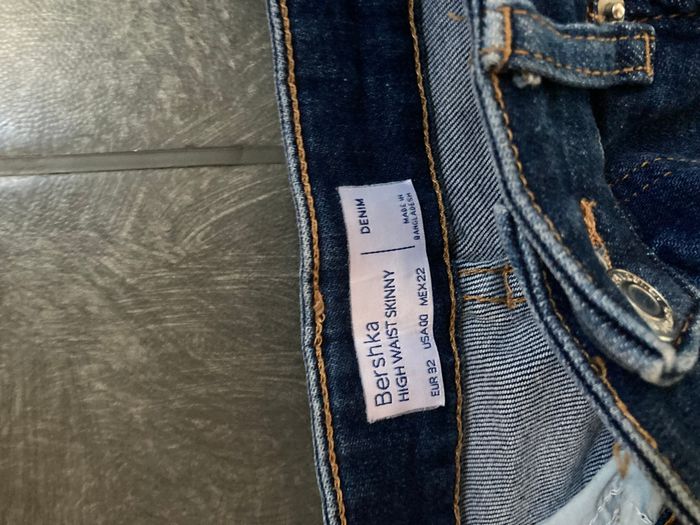 Bershka
HIGH WAIST SKINNY
EUR 32 USA 00 MEX 22
DENIM
MADE IN
BANGLADESH